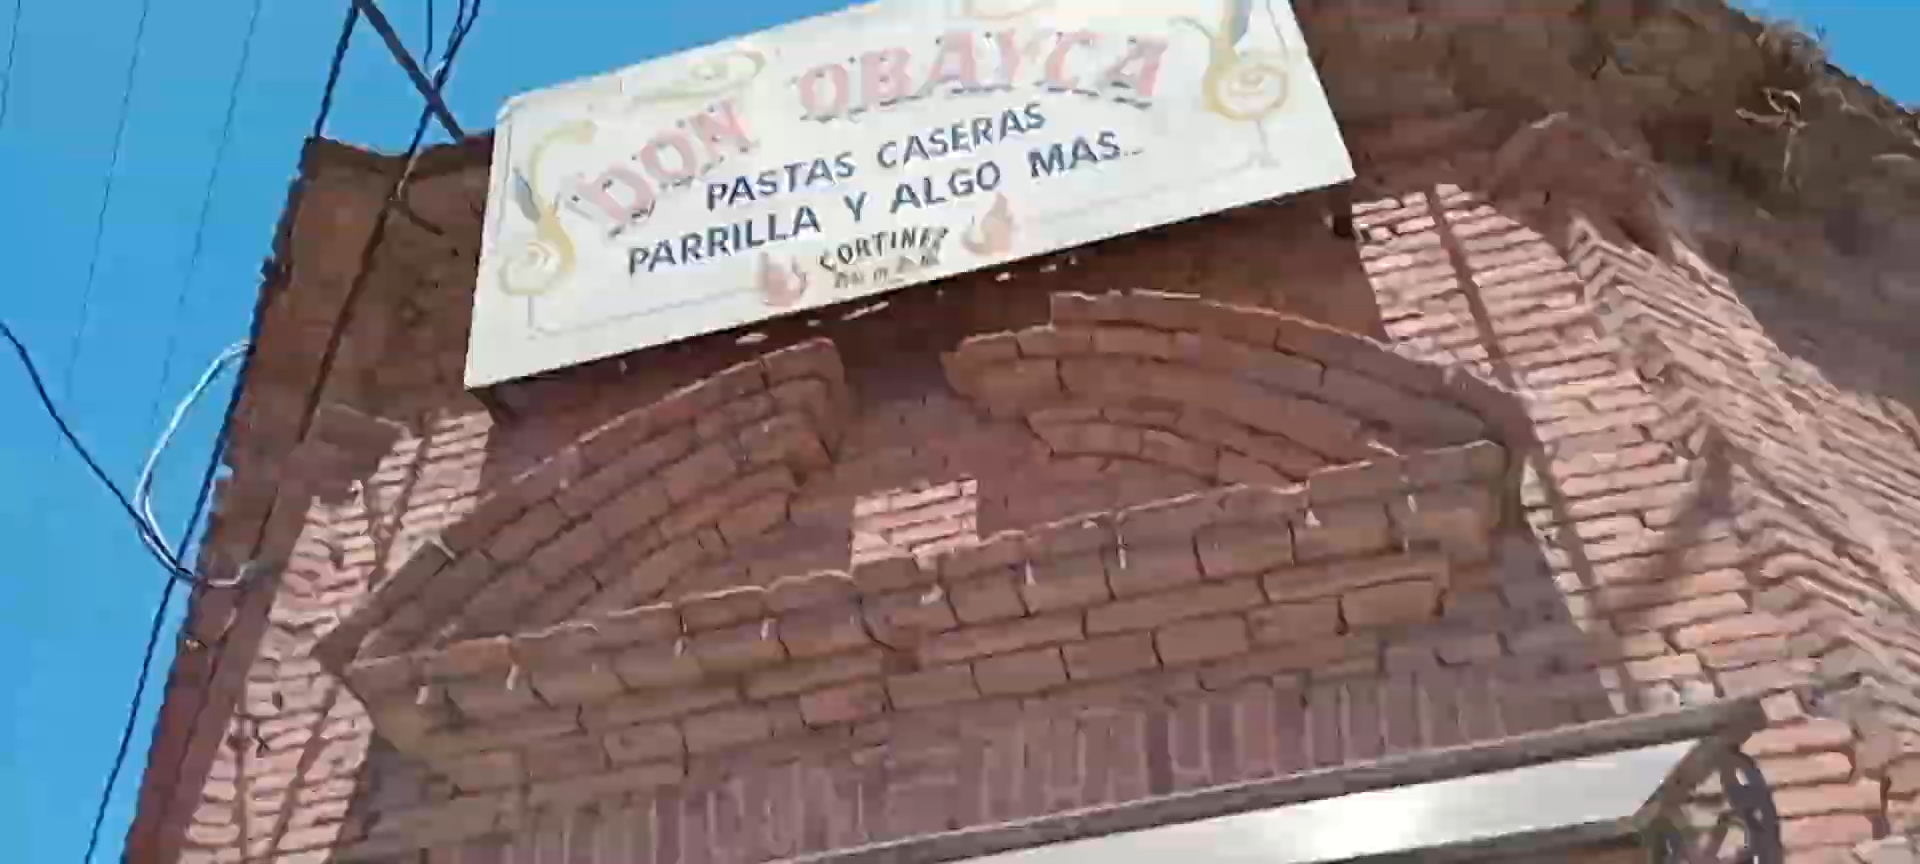 DON OBAYCA
PASTAS CASERAS
PARRILLA Y ALGO MAS..
CORTINEZ